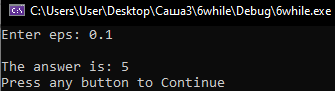 C:\Users\User\Desktop\Саша3\6while\Debug\6while.exe
Enter eps: 0.1
The answer is: 5
Press any button to Continue